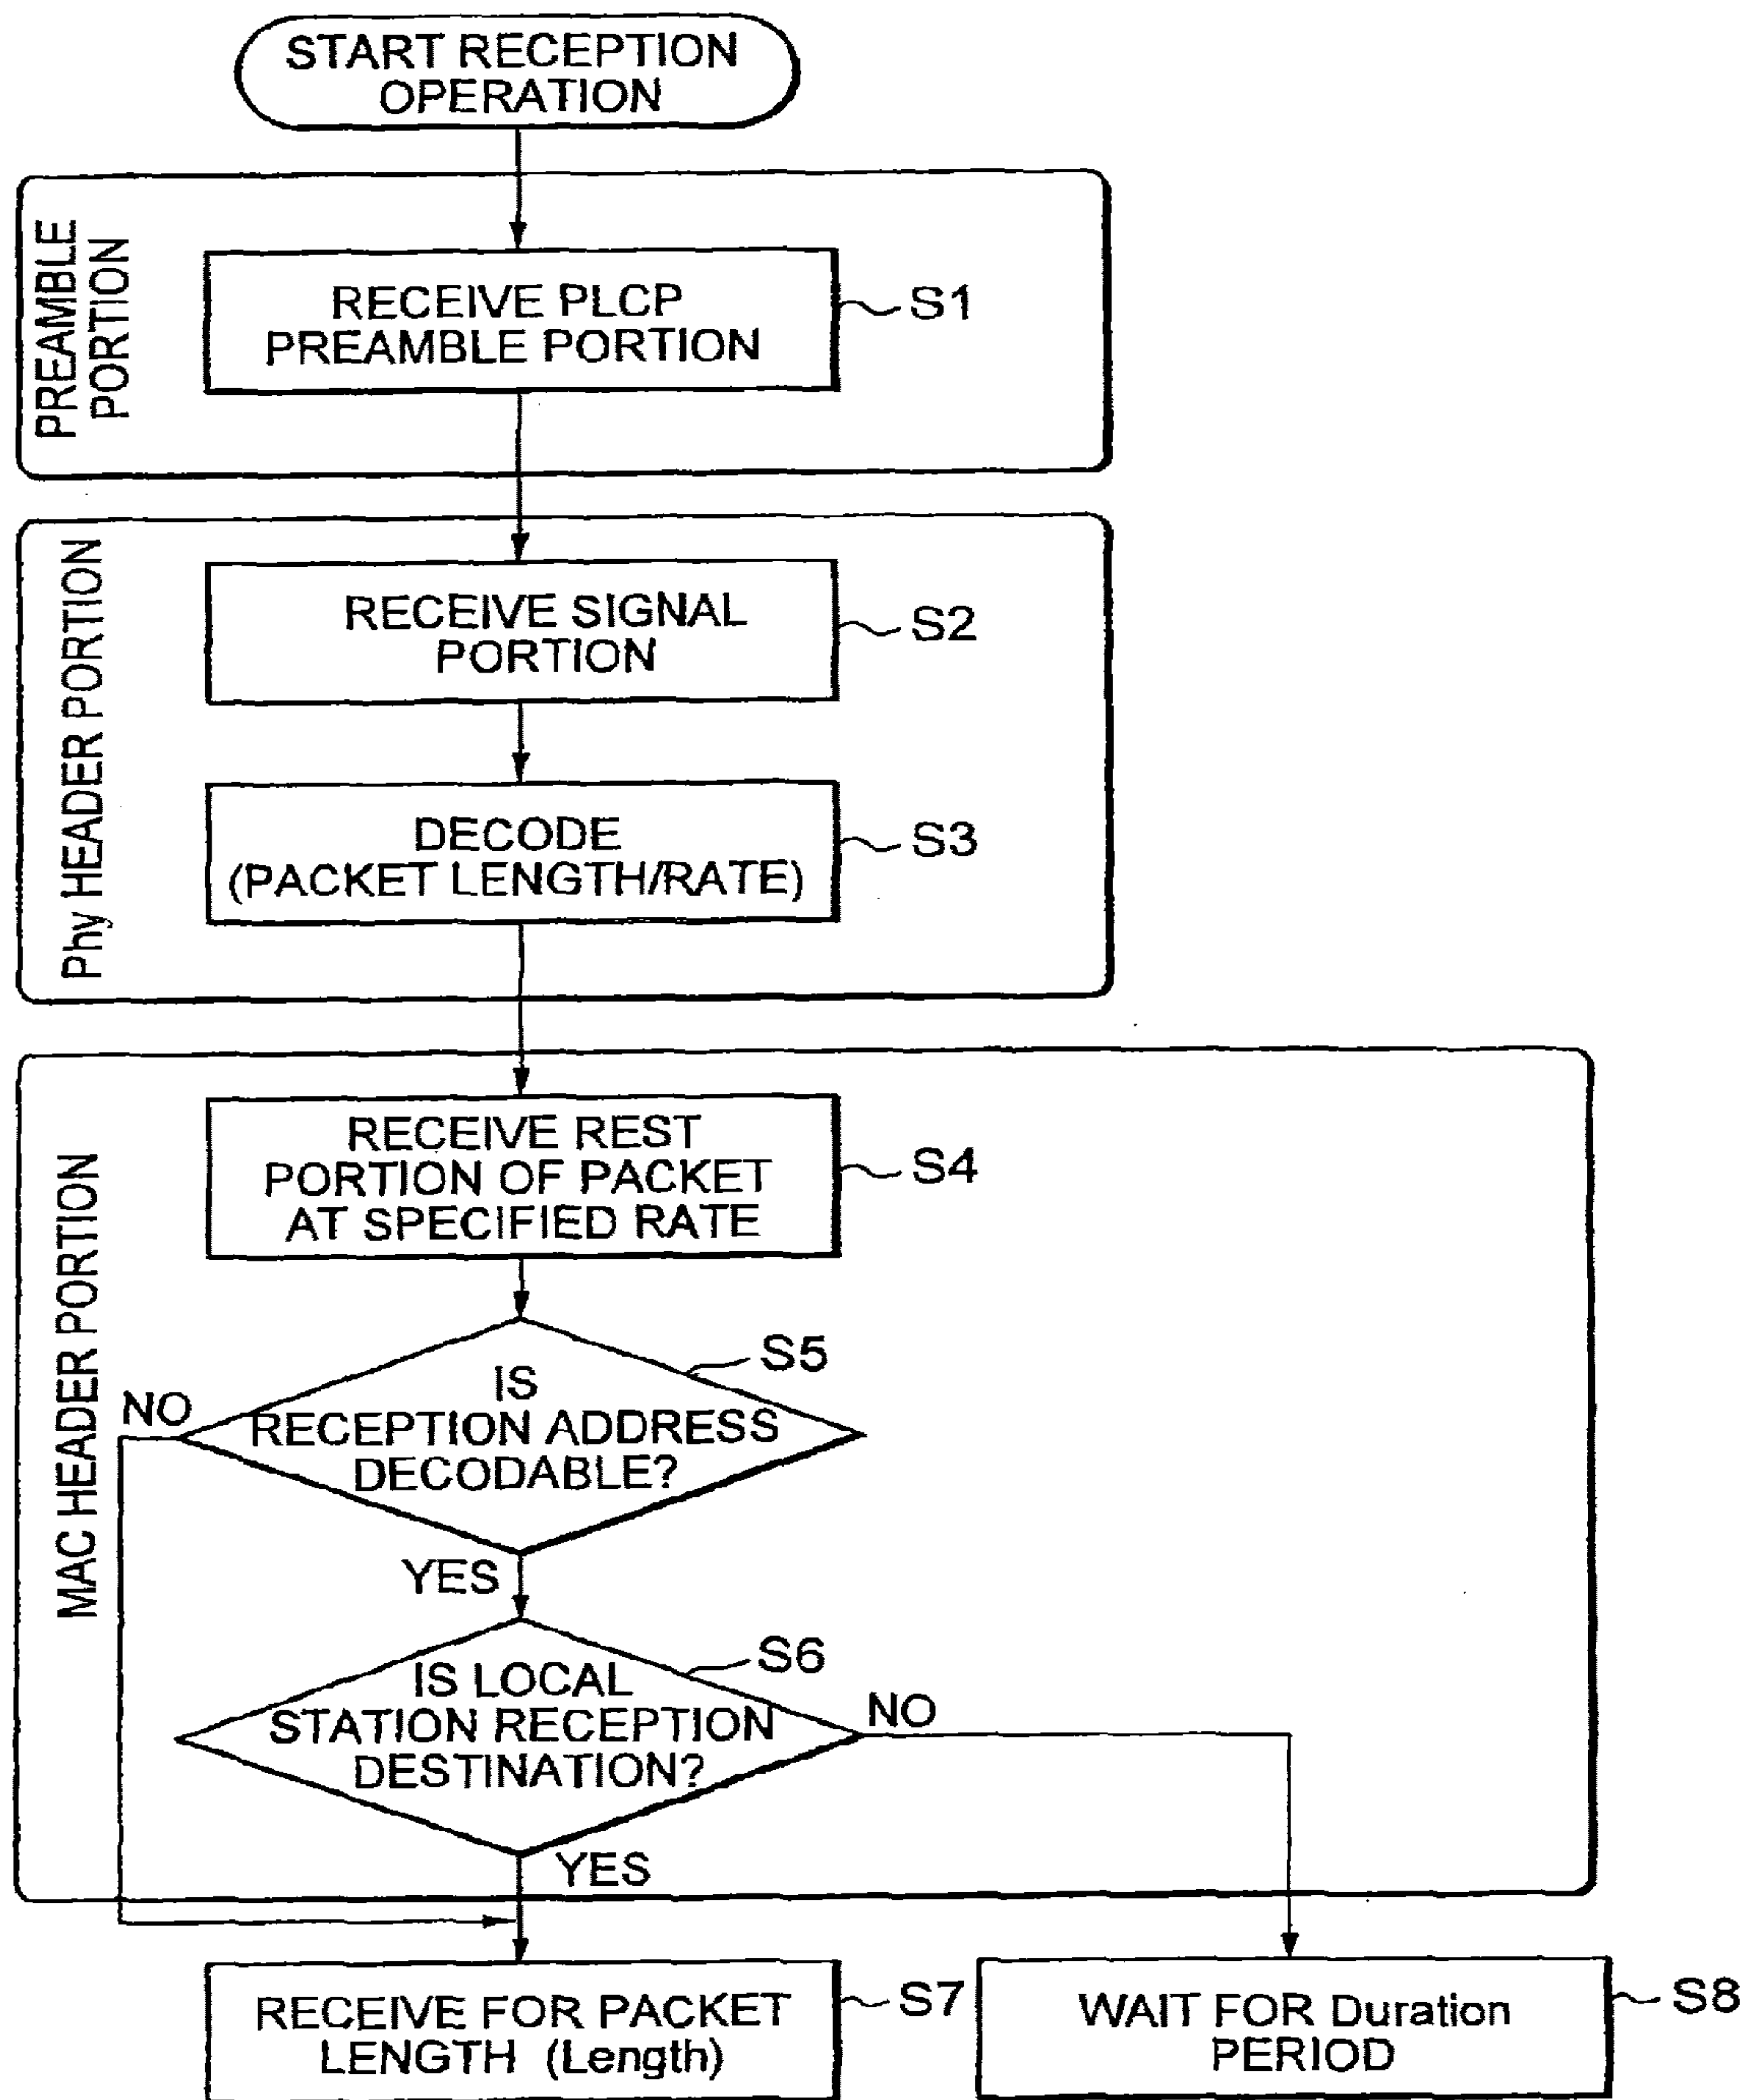 START RECEPTION
OPERATION
PREAMBLE
PORTION
RECEIVE PLCP
PREAMBLE PORTION
S1
Phy HEADER PORTION
RECEIVE SIGNAL
PORTION
S2
DECODE
(PACKET LENGTH/RATE)
S3
MAC HEADER PORTION
RECEIVE REST
PORTION OF PACKET
AT SPECIFIED RATE
S4
S5
IS
RECEPTION ADDRESS
DECODABLE?
NO
YES
S6
IS LOCAL
STATION RECEPTION
DESTINATION?
NO
YES
RECEIVE FOR PACKET
LENGTH (Length)
S7
WAIT FOR Duration
PERIOD
S8